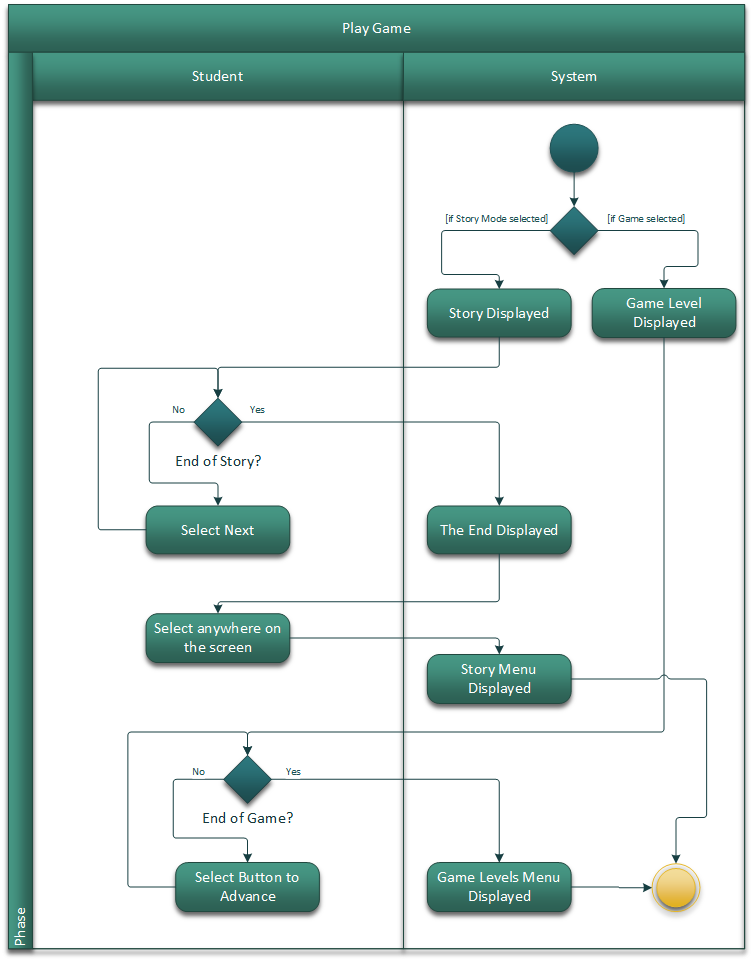 Play Game
Student
System
[if Story Mode selected]
[if Game selected]
Story Displayed
Game Level
Displayed
No
Yes
End of Story?
Select Next
The End Displayed
Select anywhere on
the screen
Story Menu
Displayed
No
Yes
End of Game?
Select Button to
Advance
Game Levels Menu
Displayed
Phase